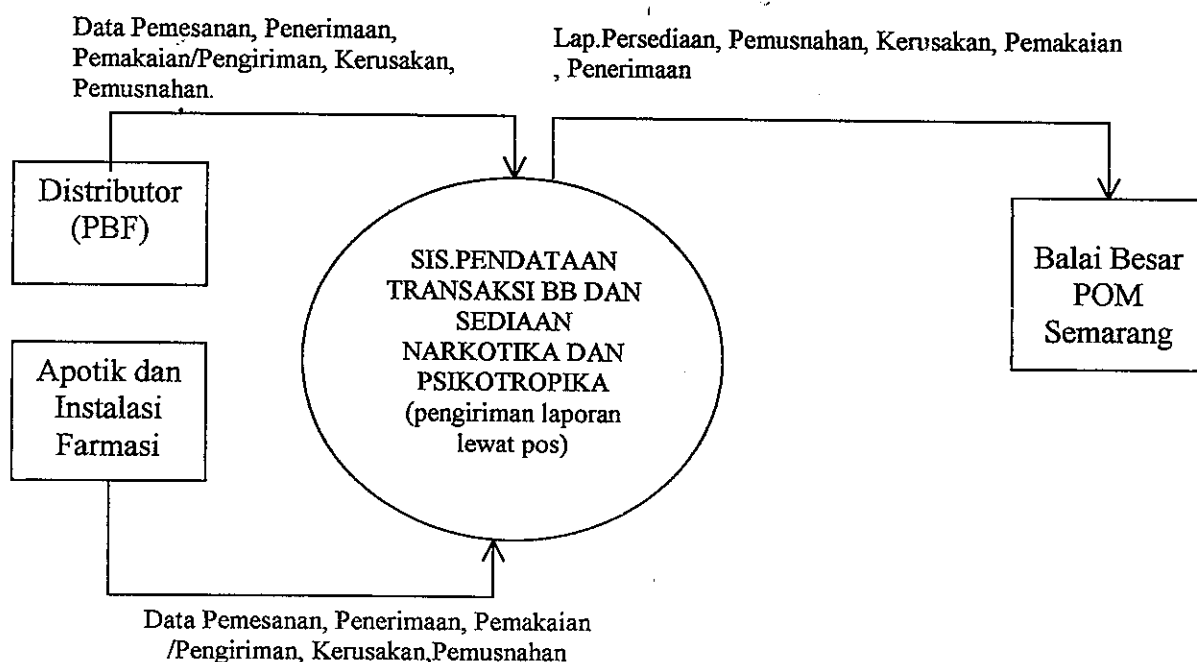 Data Pemesanan, Penerimaan,
Pemakaian/Pengiriman, Kerusakan,
Pemusnahan.
Lap.Persediaan, Pemusnahan, Kerusakan, Pemakaian
, Penerimaan
Distributor
(PBF)
SIS.PENDATAAN
TRANSAKSI BB DAN
SEDIAAN
NARKOTIKA DAN
PSIKOTROPIKA
(pengiriman laporan
lewat pos)
Balai Besar
POM
Semarang
Apotik dan
Instalasi
Farmasi
Data Pemesanan, Penerimaan, Pemakaian
/Pengiriman, Kerusakan,Pemusnahan